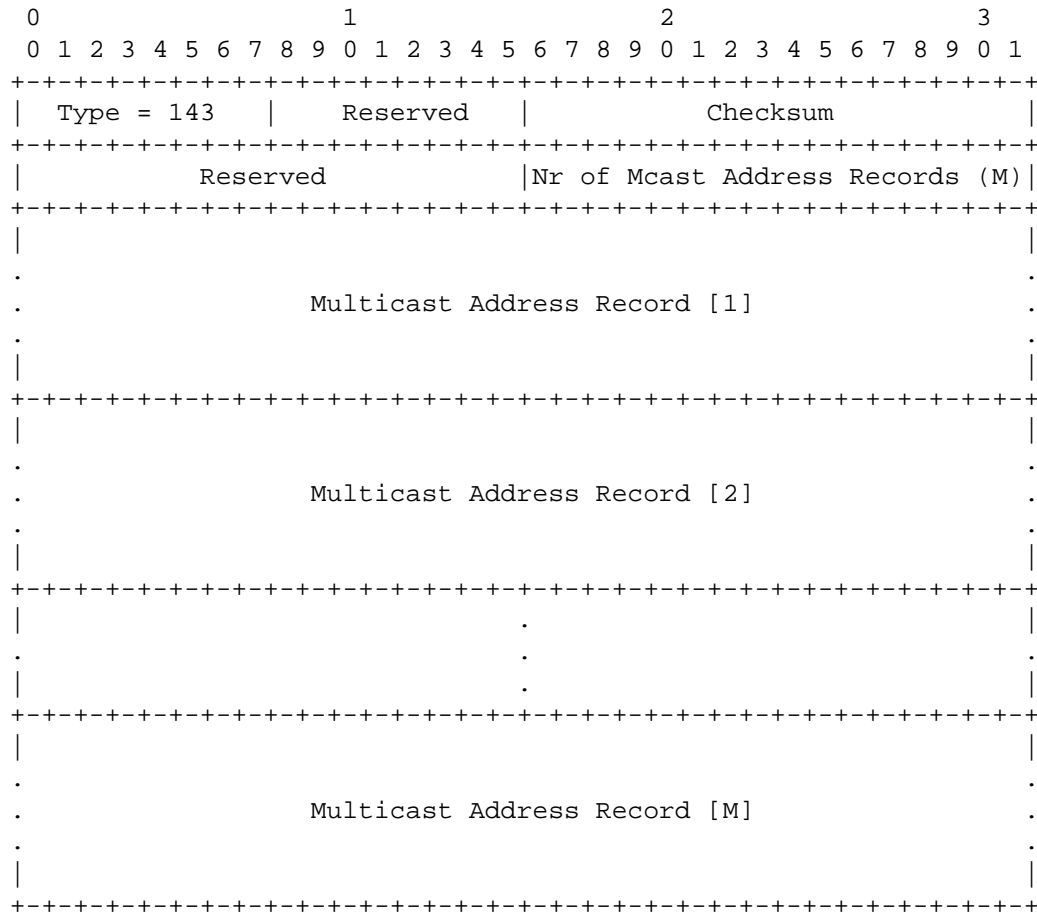 0                   1                   2                   3
 0 1 2 3 4 5 6 7 8 9 0 1 2 3 4 5 6 7 8 9 0 1 2 3 4 5 6 7 8 9 0 1
+-+-+-+-+-+-+-+-+-+-+-+-+-+-+-+-+-+-+-+-+-+-+-+-+-+-+-+-+-+-+-+-+
|  Type = 143   |    Reserved   |           Checksum            |
+-+-+-+-+-+-+-+-+-+-+-+-+-+-+-+-+-+-+-+-+-+-+-+-+-+-+-+-+-+-+-+-+
|           Reserved            |Nr of Mcast Address Records (M)|
+-+-+-+-+-+-+-+-+-+-+-+-+-+-+-+-+-+-+-+-+-+-+-+-+-+-+-+-+-+-+-+-+
|                                                               |
.                                                               .
.                  Multicast Address Record [1]                 .
.                                                               .
|                                                               |
+-+-+-+-+-+-+-+-+-+-+-+-+-+-+-+-+-+-+-+-+-+-+-+-+-+-+-+-+-+-+-+-+
|                                                               |
.                                                               .
.                  Multicast Address Record [2]                 .
.                                                               .
|                                                               |
+-+-+-+-+-+-+-+-+-+-+-+-+-+-+-+-+-+-+-+-+-+-+-+-+-+-+-+-+-+-+-+-+
|                               .                               |
.                               .                               .
|                               .                               |
+-+-+-+-+-+-+-+-+-+-+-+-+-+-+-+-+-+-+-+-+-+-+-+-+-+-+-+-+-+-+-+-+
|                                                               |
.                                                               .
.                  Multicast Address Record [M]                 .
.                                                               .
|                                                               |
+-+-+-+-+-+-+-+-+-+-+-+-+-+-+-+-+-+-+-+-+-+-+-+-+-+-+-+-+-+-+-+-+